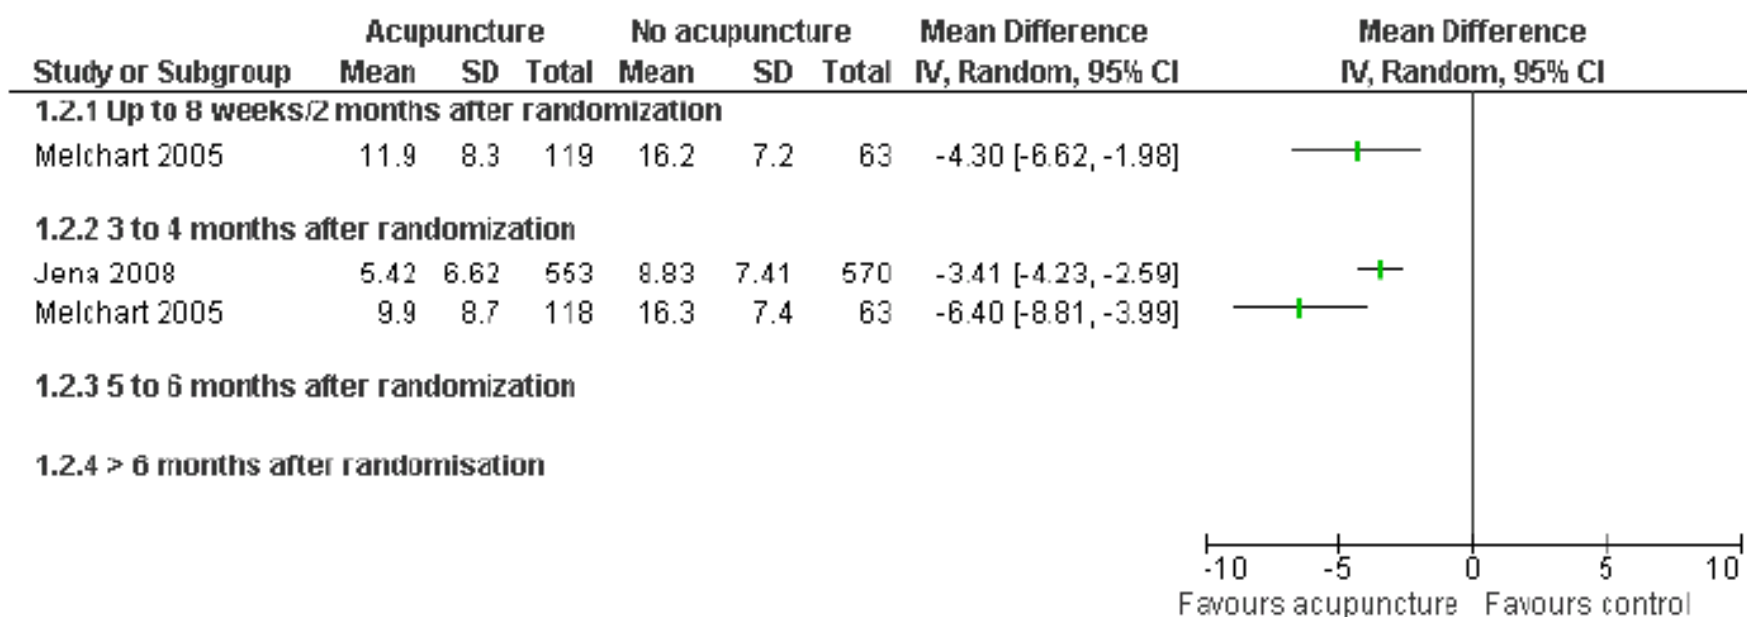 Acupuncture No acupuncture Mean Difference Mean Difference
Study or Subgroup Mean SD Total Mean SD Total IV, Random, 95% CI IV, Random, 95% CI
1.2.1 Up to 8 weeks/2 months after randomization
Melchart 2005 11.9 8.3 119 16.2 7.2 63 -4.30 [-6.62, -1.98]
1.2.2 3 to 4 months after randomization
Jena 2008 5.42 6.62 553 8.83 7.41 570 -3.41 [-4.23, -2.59]
Melchart 2005 9.9 8.7 118 16.3 7.4 63 -6.40 [-8.81, -3.99]
1.2.3 5 to 6 months after randomization
1.2.4 > 6 months after randomisation
-10 -5 0 5 10
Favours acupuncture Favours control